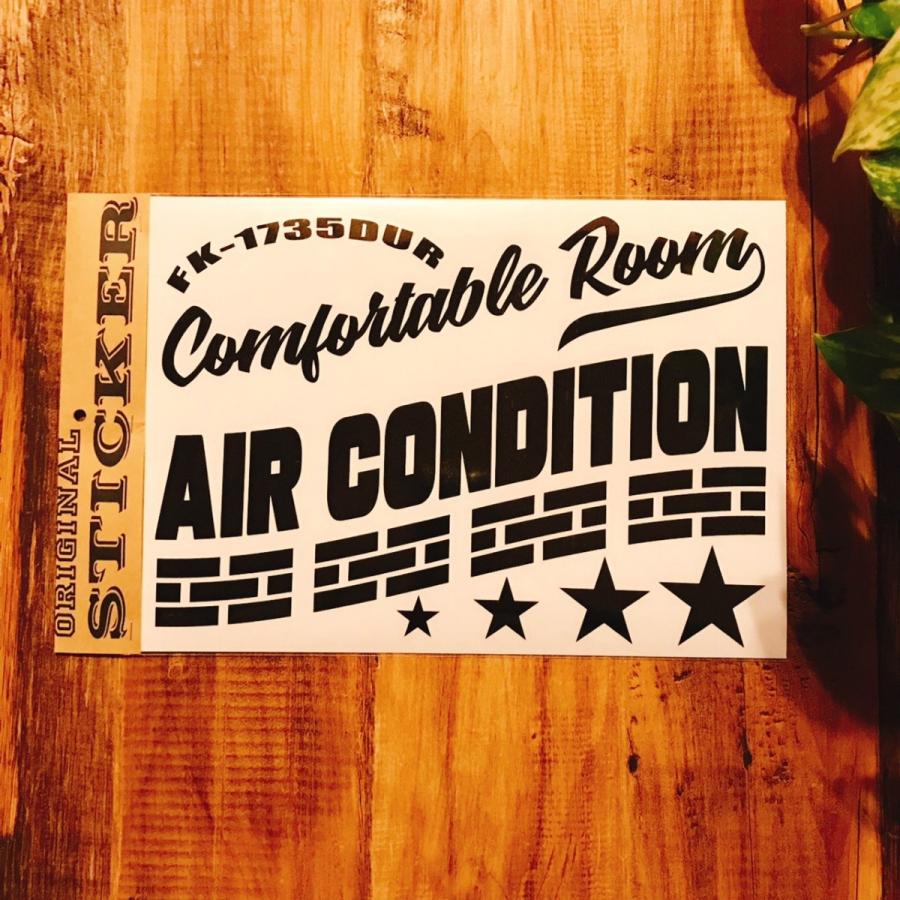 ORIGINAL
STICKER
FK-1735DUR
Comfortable Room
AIR CONDITION